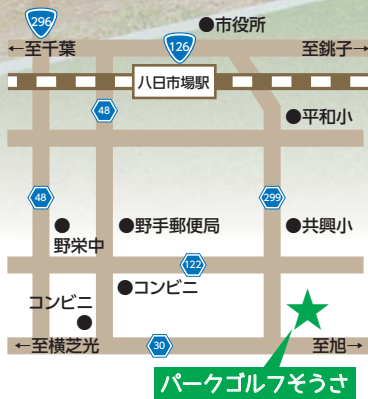 296
●市役所
←至千葉
126
至銚子→
八日市場駅
48
●平和小
48
299
●野手郵便局
●共興小
野栄中
122
●コンビニ
コンビニ
←至横芝光
30
至旭→
パークゴルフそうさ